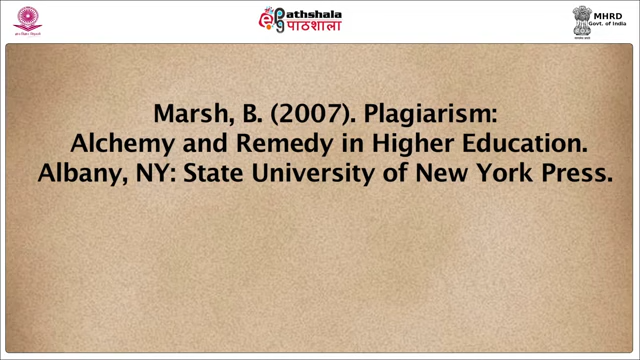 Pathshala
पाठशाला
MHRD
Govt. of India
Marsh, B. (2007). Plagiarism:
Alchemy and Remedy in Higher Education.
Albany, NY: State University of New York Press.